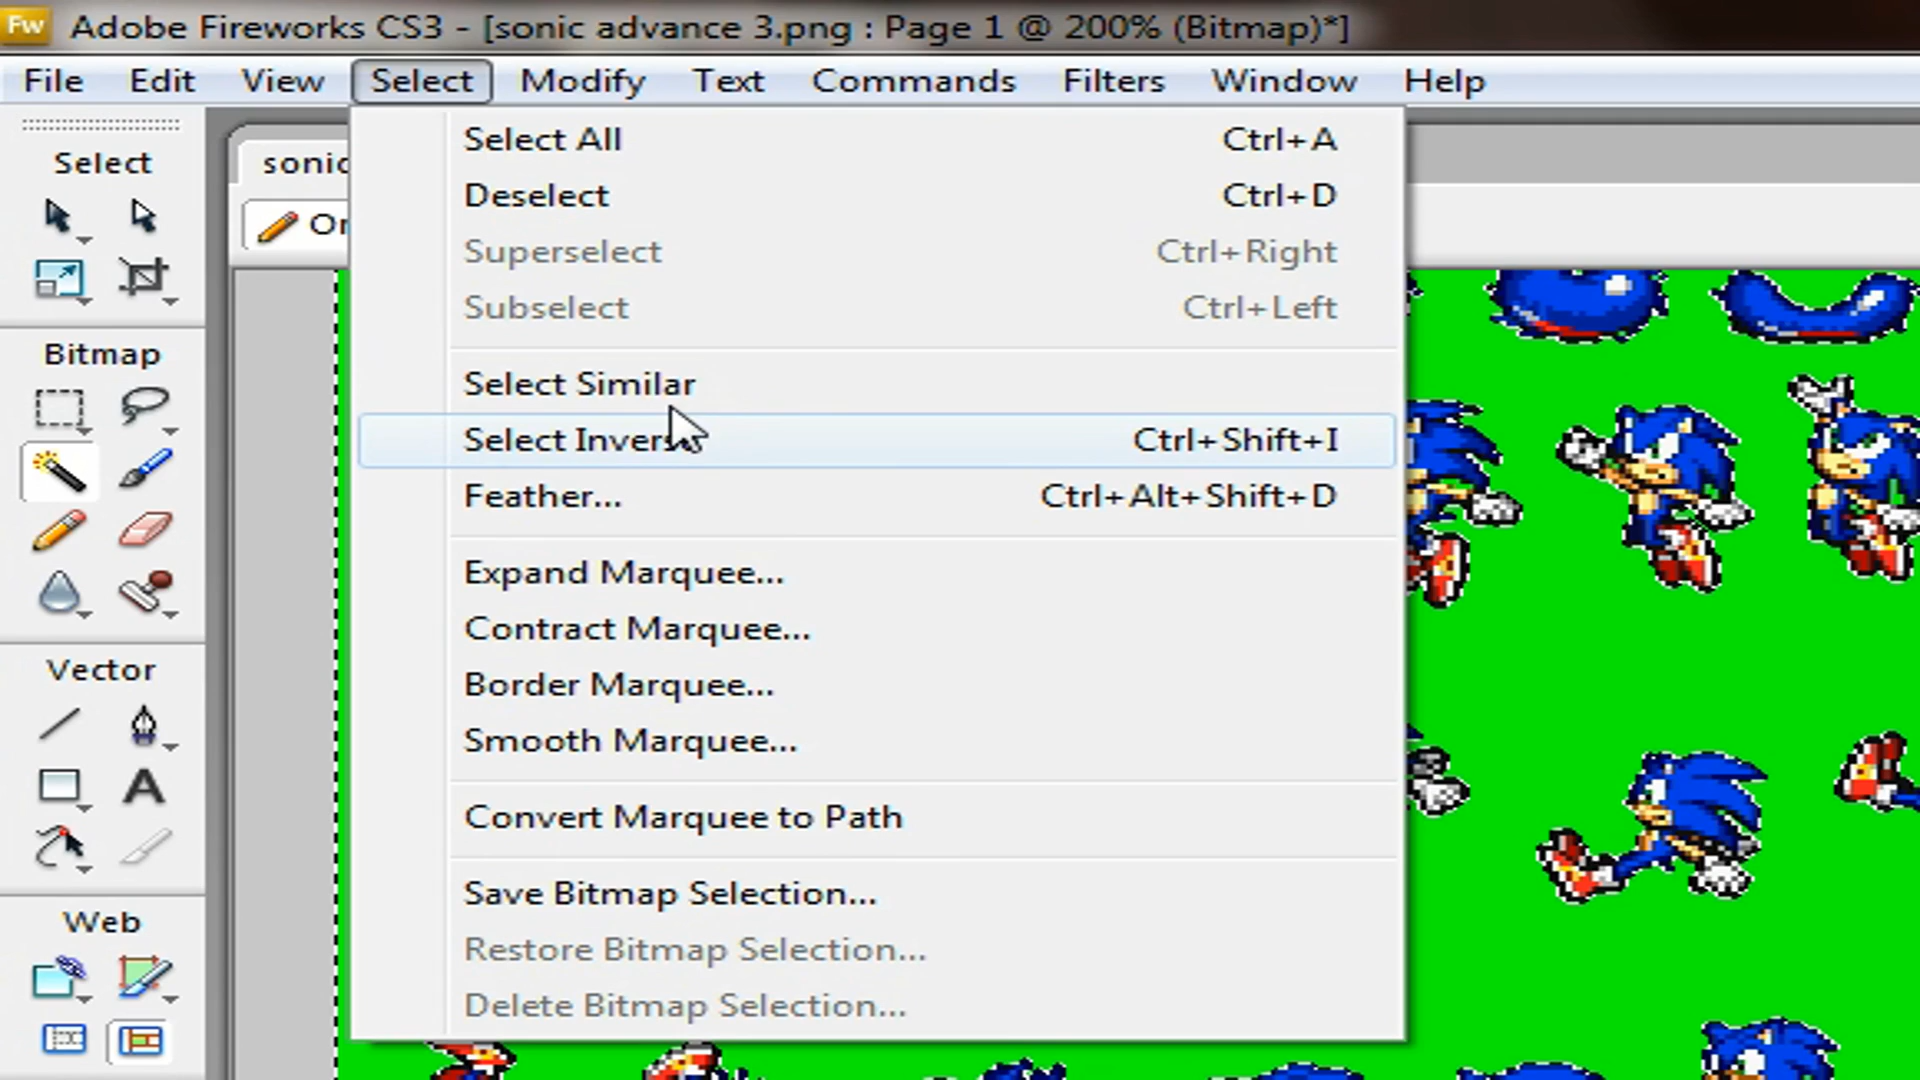 Fw Adobe Fireworks CS3 - [sonic advance 3.png : Page 1 @ 200% (Bitmap)*]
File Edit View Select Modify Text Commands Filters Window Help
Select
sonic
Or
Select All Ctrl+A
Deselect Ctrl+D
Superselect Ctrl+Right
Subselect Ctrl+Left
Select Similar
Select Invers Ctrl+Shift+I
Feather... Ctrl+Alt+Shift+D
Expand Marquee...
Contract Marquee...
Border Marquee...
Smooth Marquee...
Convert Marquee to Path
Save Bitmap Selection...
Restore Bitmap Selection...
Delete Bitmap Selection...
Bitmap
Vector
A
Web